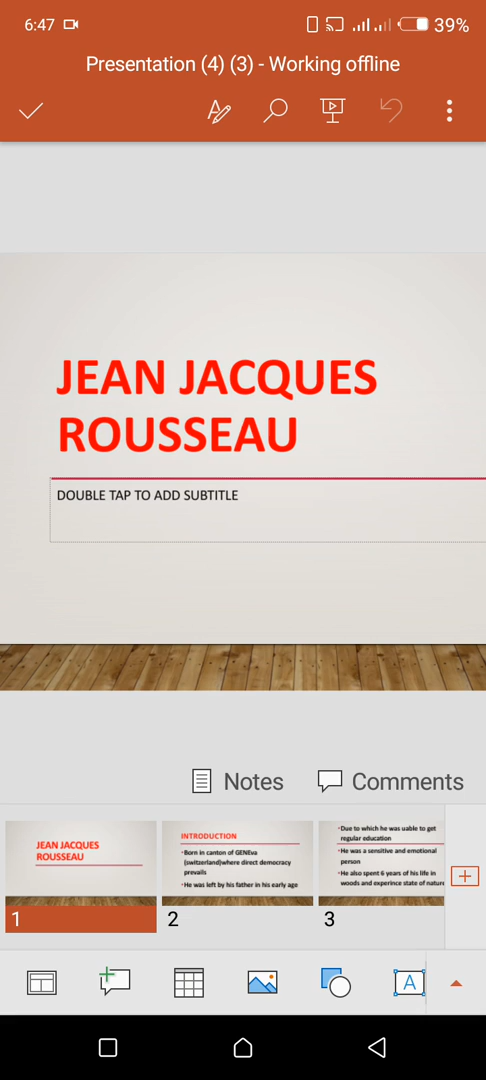 6:47
39%
Presentation (4) (3) - Working offline
JEAN JACQUES
ROUSSEAU
DOUBLE TAP TO ADD SUBTITLE
Notes
Comments
JEAN JACQUES
ROUSSEAU
1
INTRODUCTION
•Born in canton of GENEva
(switzerland)where direct democracy
prevails
•He was left by his father in his early age
2
•Due to which he was uable to get
regular education
•He was a sensitive and emotional
person
•He also spent 6 years of his life in
woods and experince state of nature
3
A